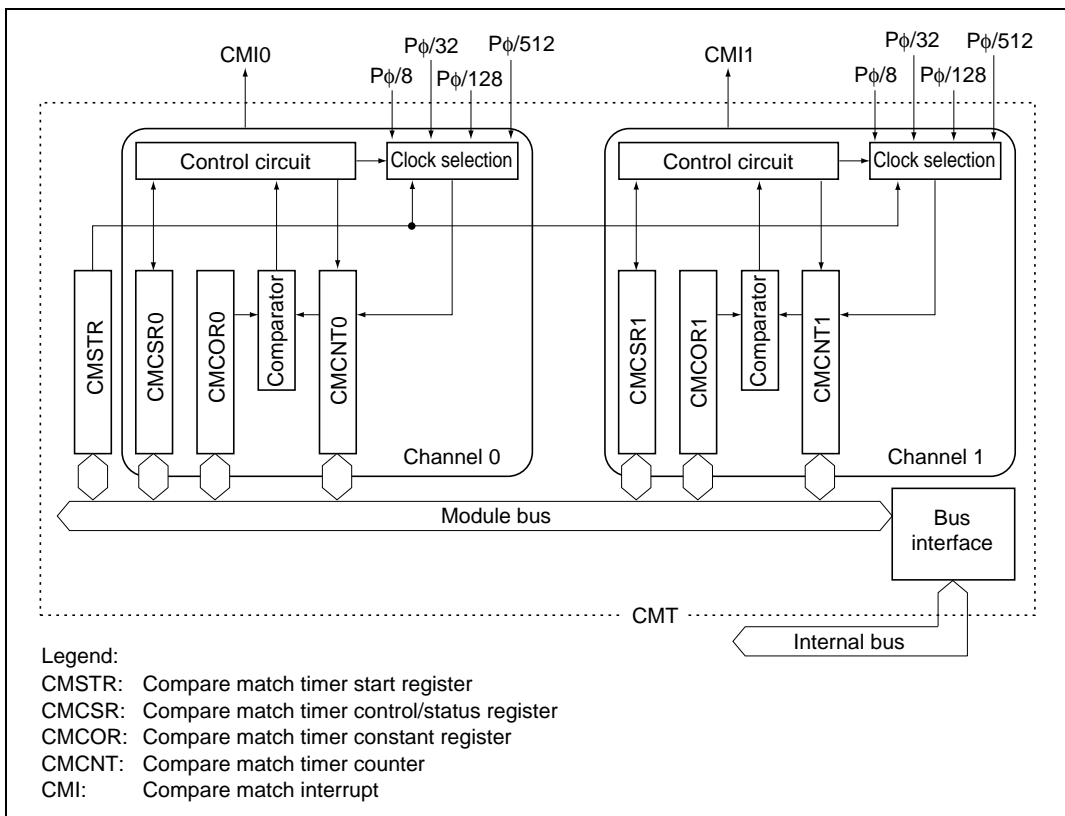 CMI0
Pφ/32
Pφ/512
Pφ/8
Pφ/128
CMI1
Pφ/32
Pφ/512
Pφ/8
Pφ/128
Control circuit
Clock selection
Control circuit
Clock selection
CMSTR
CMCSR0
CMCOR0
Comparator
CMCNT0
Channel 0
CMCSR1
CMCOR1
Comparator
CMCNT1
Channel 1
Module bus
Bus
interface
CMT
Internal bus
Legend:
CMSTR: Compare match timer start register
CMCSR: Compare match timer control/status register
CMCOR: Compare match timer constant register
CMCNT: Compare match timer counter
CMI: Compare match interrupt